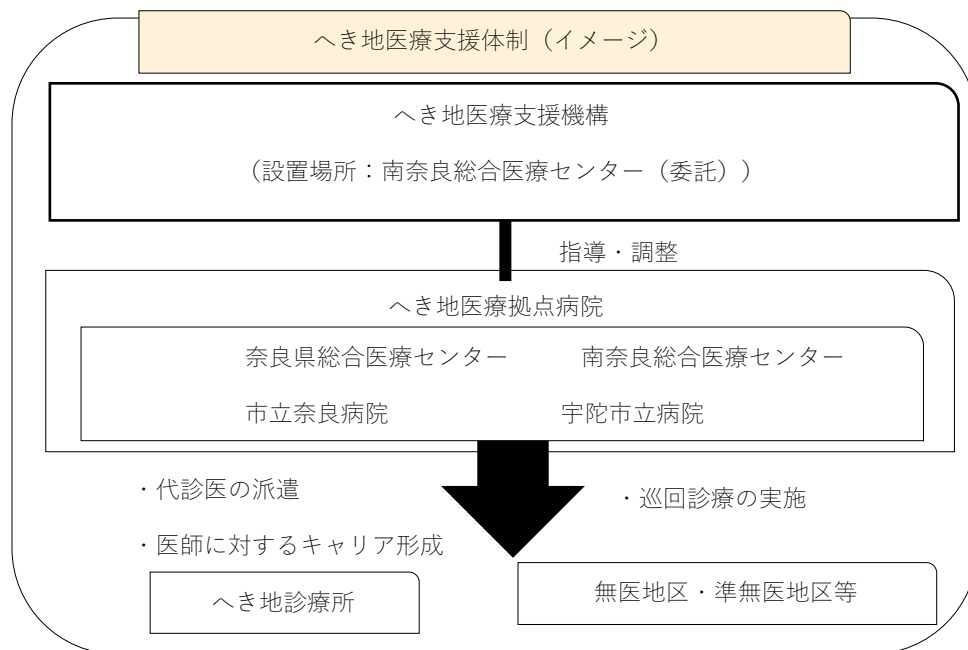 へき地医療支援体制（イメージ）
へき地医療支援機構
（設置場所：南奈良総合医療センター（委託））
指導・調整
へき地医療拠点病院
奈良県総合医療センター　南奈良総合医療センター
市立奈良病院　宇陀市立病院
・代診医の派遣
・医師に対するキャリア形成
・巡回診療の実施
へき地診療所
無医地区・準無医地区等